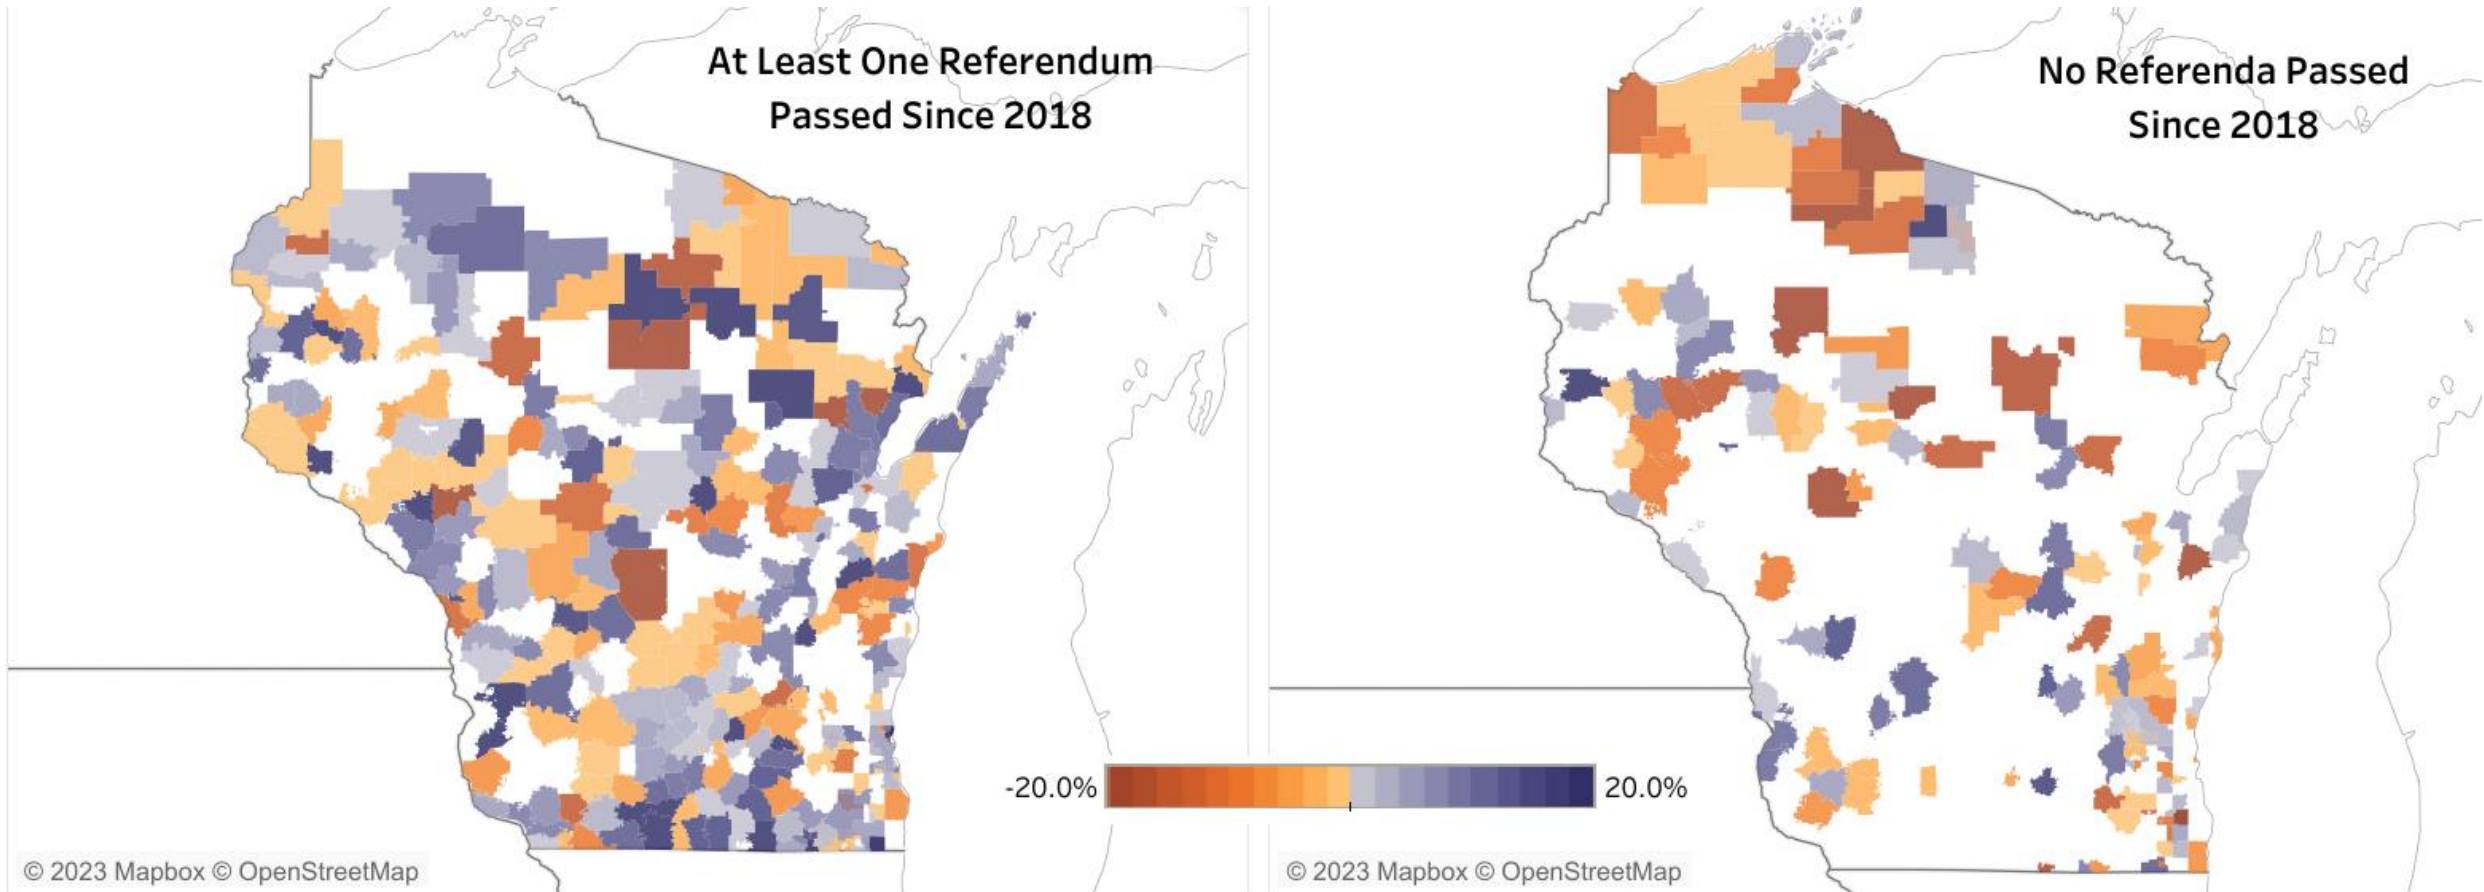 At Least One Referendum
Passed Since 2018
No Referenda Passed
Since 2018
-20.0%
20.0%
© 2023 Mapbox © OpenStreetMap
© 2023 Mapbox © OpenStreetMap